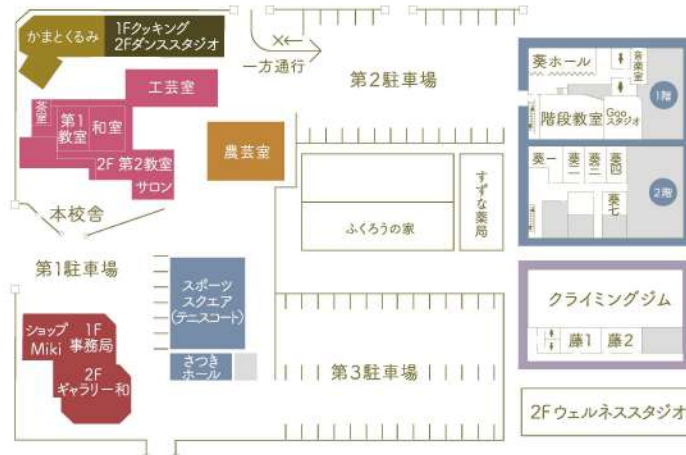 かまとくるみ
1Fクッキング
2Fダンススタジオ
×←
一方通行
第2駐車場
工芸室
茶室
第1
教室
和室
2F 第2教室
サロン
農芸室
本校舎
ふくろうの家
すずな薬局
葵ホール
音楽室
1階
階段教室
Goo
スタジオ
葵一
葵二
葵三
葵四
葵七
2階
第1駐車場
スポーツ
スクエア
(テニスコート)
さつき
ホール
ショップ
Miki
1F
事務局
2F
ギャラリー和
第3駐車場
クライミングジム
藤1
藤2
2Fウェルネススタジオ